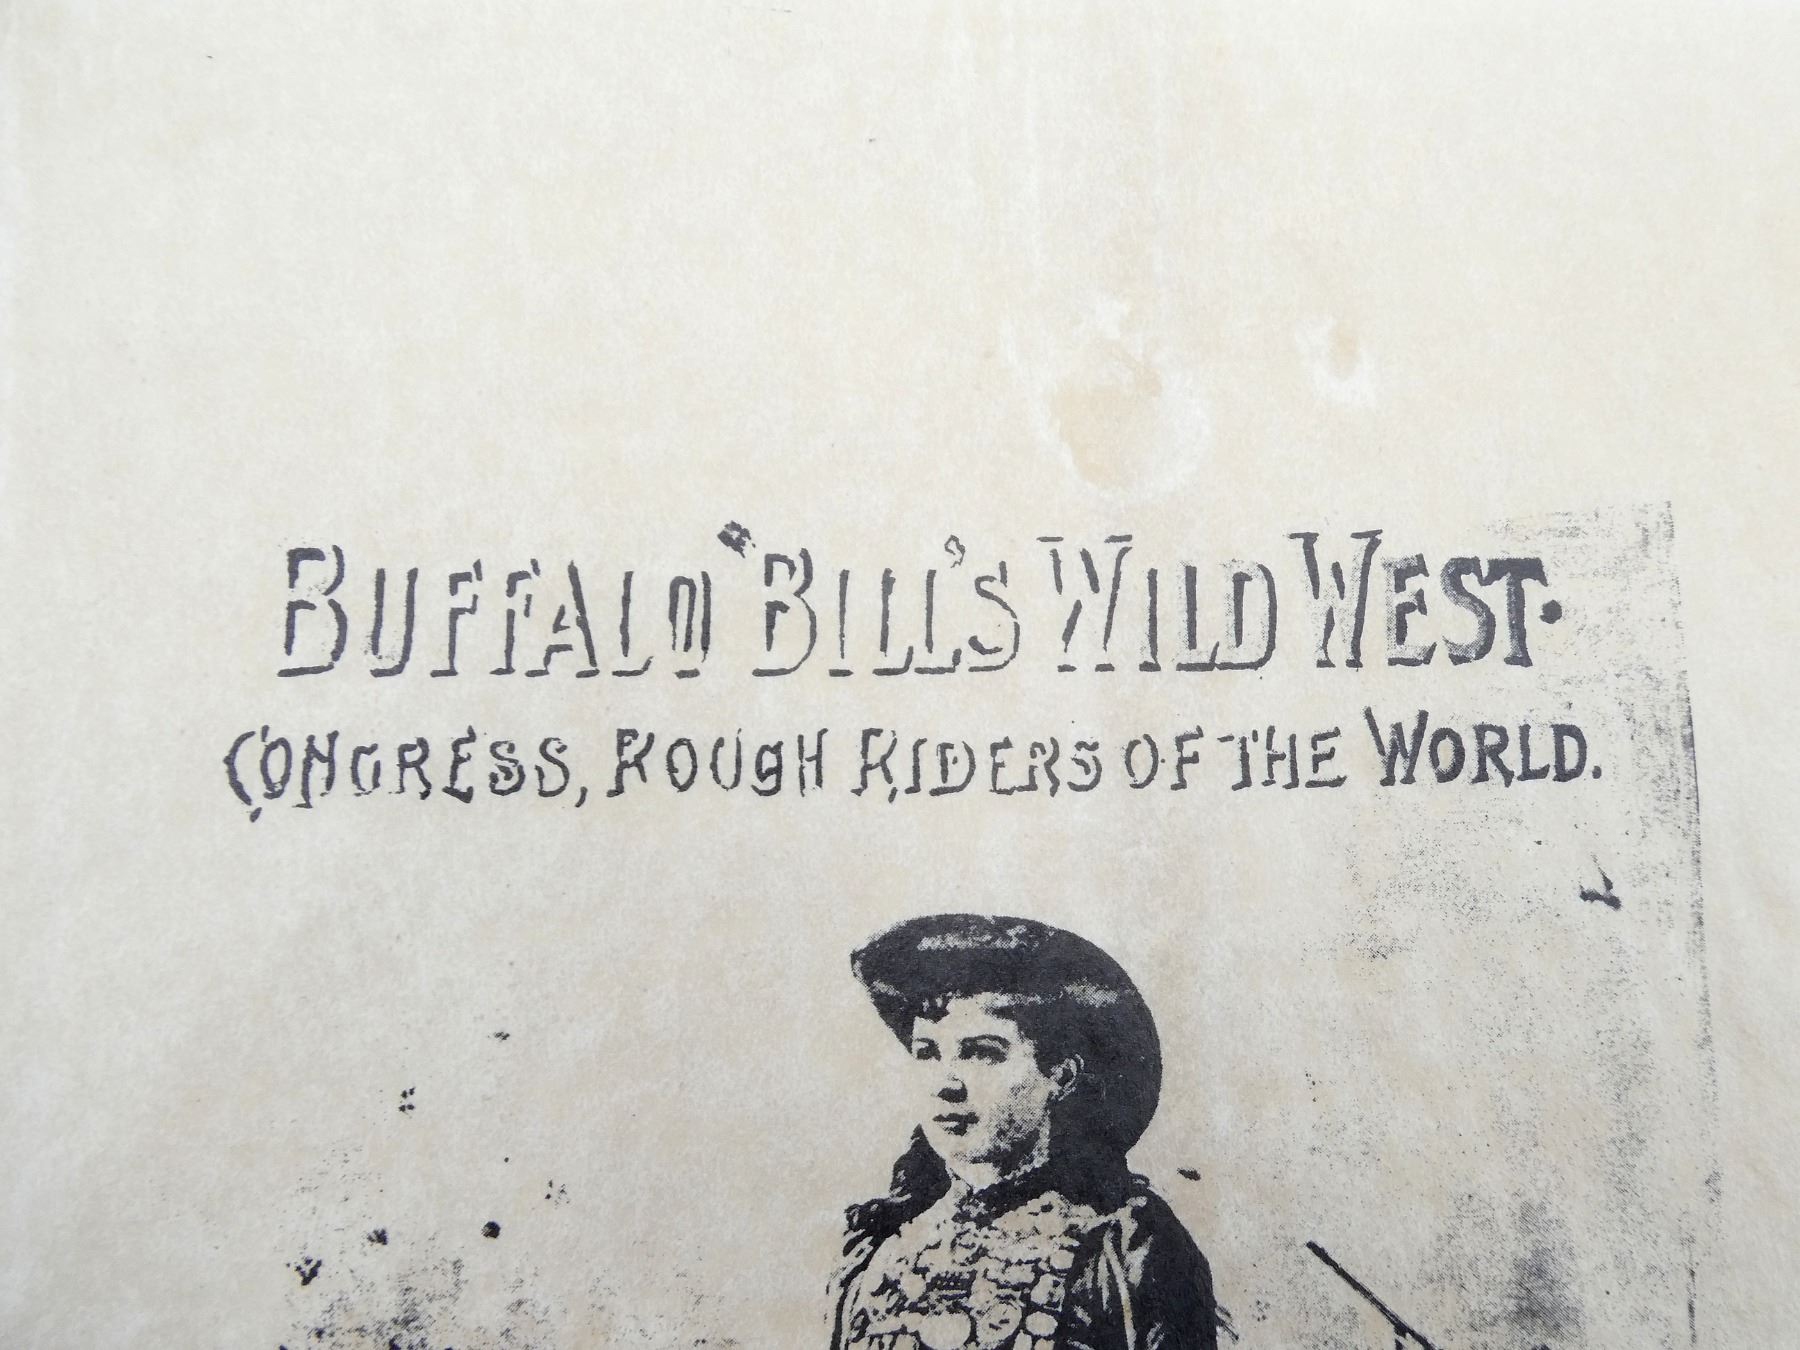 BUFFALO BILL'S WILD WEST.
CONGRESS, ROUGH RIDERS OF THE WORLD.